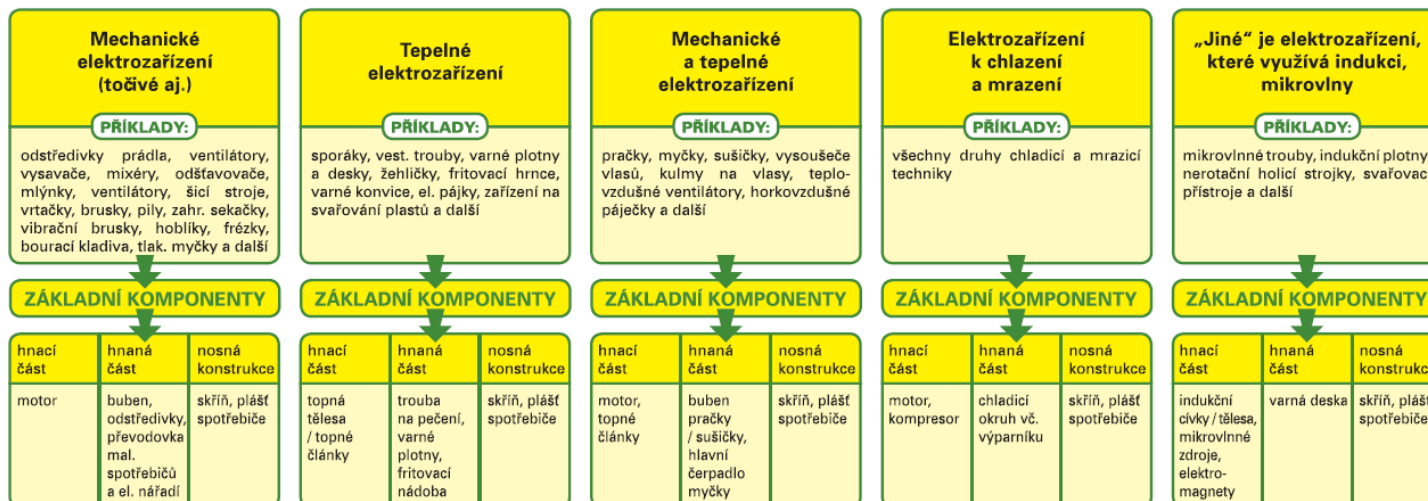 Mechanické
elektrozařízení
(točivé aj.)
PŘÍKLADY:
odstředivky prádla, ventilátory,
vysavače, mixéry, odšťavovače,
mlýnky, ventilátory, šicí stroje,
vrtačky, brusky, pily, zahr. sekačky,
vibrační brusky, hoblíky, frézky,
bourací kladiva, tlak. myčky a další
ZÁKLADNÍ KOMPONENTY
hnací
část
hnaná
část
nosná
konstrukce
motor
buben,
odstředivky,
převodovka
mal.
spotřebičů
a el. nářadí
skříň, plášť
spotřebiče
Tepelné
elektrozařízení
PŘÍKLADY:
sporáky, vest. trouby, varné plotny
a desky, žehličky, fritovací hrnce,
varné konvice, el. pájky, zařízení na
svařování plastů a další
ZÁKLADNÍ KOMPONENTY
hnací
část
hnaná
část
nosná
konstrukce
topná
tělesa
/ topné
články
trouba
na pečení,
varné
plotny,
fritovací
nádoba
skříň, plášť
spotřebiče
Mechanické
a tepelné
elektrozařízení
PŘÍKLADY:
pračky, myčky, sušičky, vysoušeče
vlasů, kulmy na vlasy, teplo-
vzdušné ventilátory, horkovzdušné
páječky a další
ZÁKLADNÍ KOMPONENTY
hnací
část
hnaná
část
nosná
konstrukce
motor,
topné
články
buben
pračky
/ sušičky,
hlavní
čerpadlo
myčky
skříň, plášť
spotřebiče
Elektrozařízení
k chlazení
a mrazení
PŘÍKLADY:
všechny druhy chladicí a mrazicí
techniky
ZÁKLADNÍ KOMPONENTY
hnací
část
hnaná
část
nosná
konstrukce
motor,
kompresor
chladicí
okruh vč.
výparníku
skříň, plášť
spotřebiče
„Jiné“ je elektrozařízení,
které využívá indukci,
mikrovlny
PŘÍKLADY:
mikrovlnné trouby, indukční plotny
nerotační holicí strojky, svařovac
přístroje a další
ZÁKLADNÍ KOMPONENTY
hnací
část
hnaná
část
nosná
konstrukc
indukční
cívky / tělesa,
mikrovlnné
zdroje,
elektro-
magnety
varná deska
skříň, plášť
spotřebiče